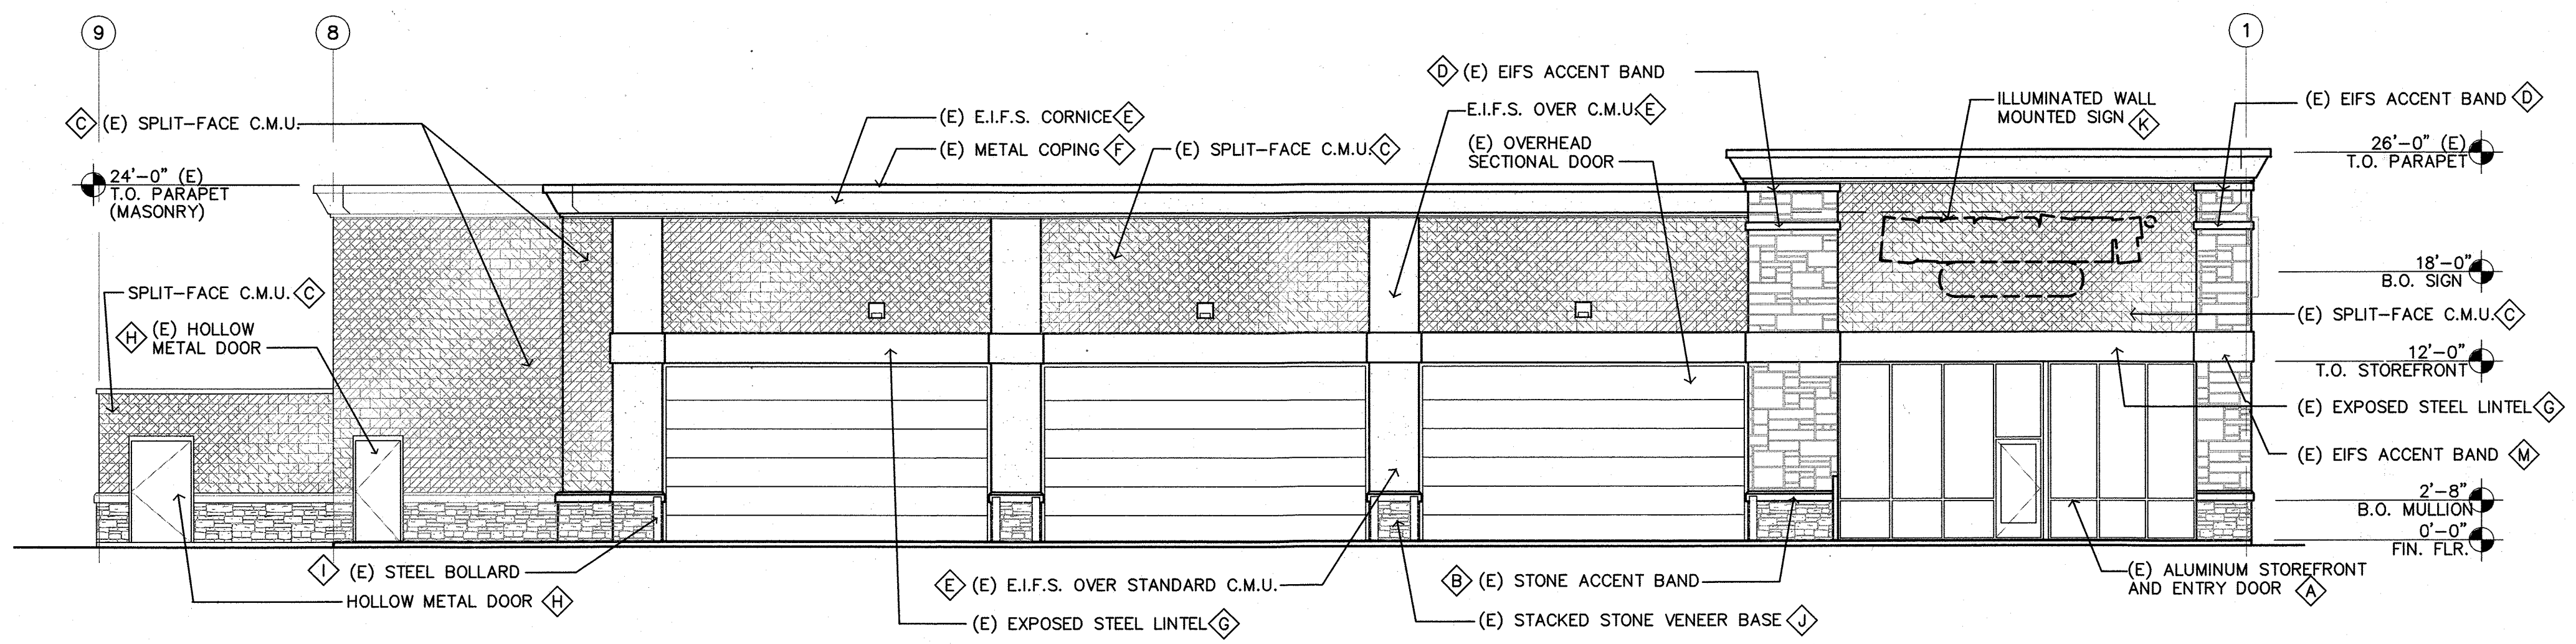 9
8
1
D (E) EIFS ACCENT BAND
C (E) SPLIT-FACE C.M.U.
(E) E.I.F.S. CORNICE E
(E) METAL COPING F
(E) SPLIT-FACE C.M.U. C
E.I.F.S. OVER C.M.U. E
(E) OVERHEAD
SECTIONAL DOOR
ILLUMINATED WALL
MOUNTED SIGN K
(E) EIFS ACCENT BAND D
26'-0" (E)
T.O. PARAPET
24'-0" (E)
T.O. PARAPET
(MASONRY)
18'-0"
B.O. SIGN
SPLIT-FACE C.M.U. C
(E) SPLIT-FACE C.M.U. C
H (E) HOLLOW
METAL DOOR
12'-0"
T.O. STOREFRONT
(E) EXPOSED STEEL LINTEL G
(E) EIFS ACCENT BAND M
2'-8"
B.O. MULLION
0'-0"
FIN. FLR.
I (E) STEEL BOLLARD
HOLLOW METAL DOOR H
E (E) E.I.F.S. OVER STANDARD C.M.U.
(E) EXPOSED STEEL LINTEL G
B (E) STONE ACCENT BAND
(E) STACKED STONE VENEER BASE J
(E) ALUMINUM STOREFRONT
AND ENTRY DOOR A